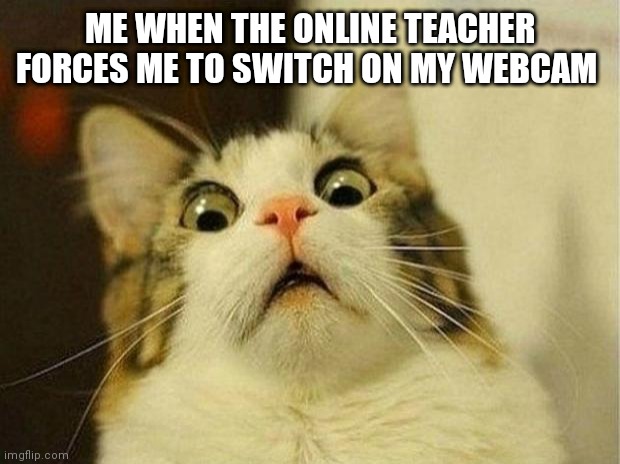 ME WHEN THE ONLINE TEACHER
FORCES ME TO SWITCH ON MY WEBCAM
imgflip.com